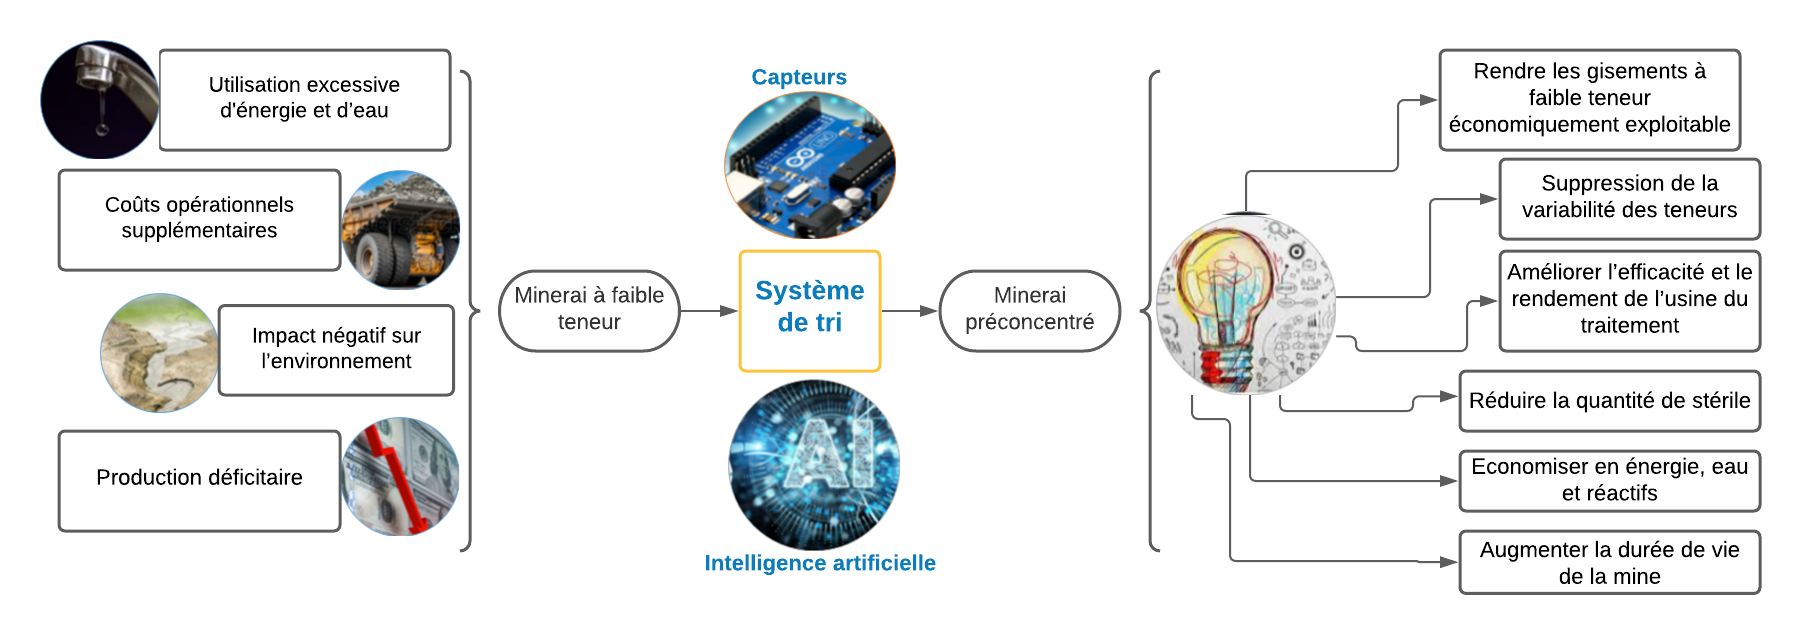 Utilisation excessive
d'énergie et d'eau
Coûts opérationnels
supplémentaires
Impact négatif sur
l'environnement
Production déficitaire
Minerai à faible
teneur
Capteurs
UNO
Système
de tri
AI
Intelligence artificielle
Minerai
préconcentré
Rendre les gisements à
faible teneur
économiquement exploitable
Suppression de la
variabilité des teneurs
Améliorer l'efficacité et le
rendement de l'usine du
traitement
Réduire la quantité de stérile
Economiser en énergie, eau
et réactifs
Augmenter la durée de vie
de la mine